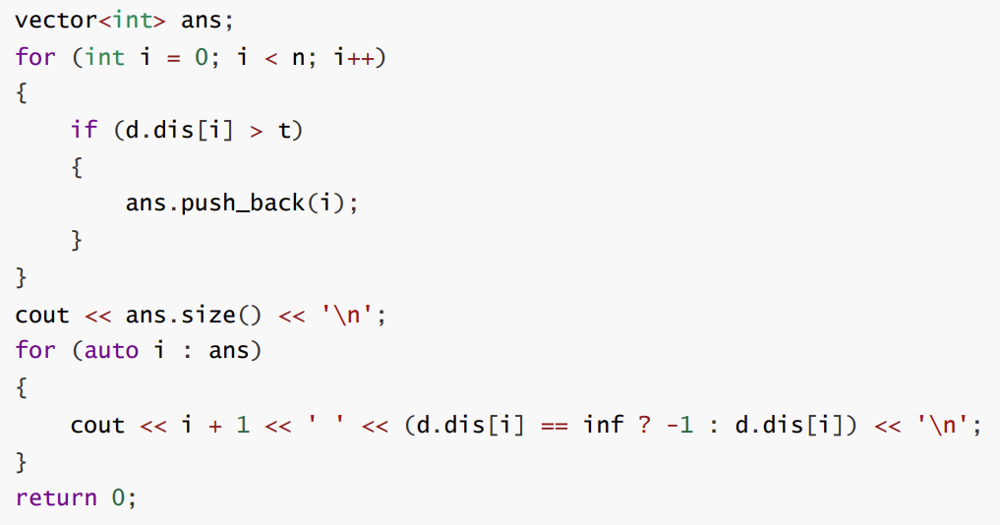 vector<int> ans;
for (int i = 0; i < n; i++)
{
    if (d.dis[i] > t)
    {
        ans.push_back(i);
    }
}
cout << ans.size() << '\n';
for (auto i : ans)
{
    cout << i + 1 << ' ' << (d.dis[i] == inf ? -1 : d.dis[i]) << '\n';
}
return 0;